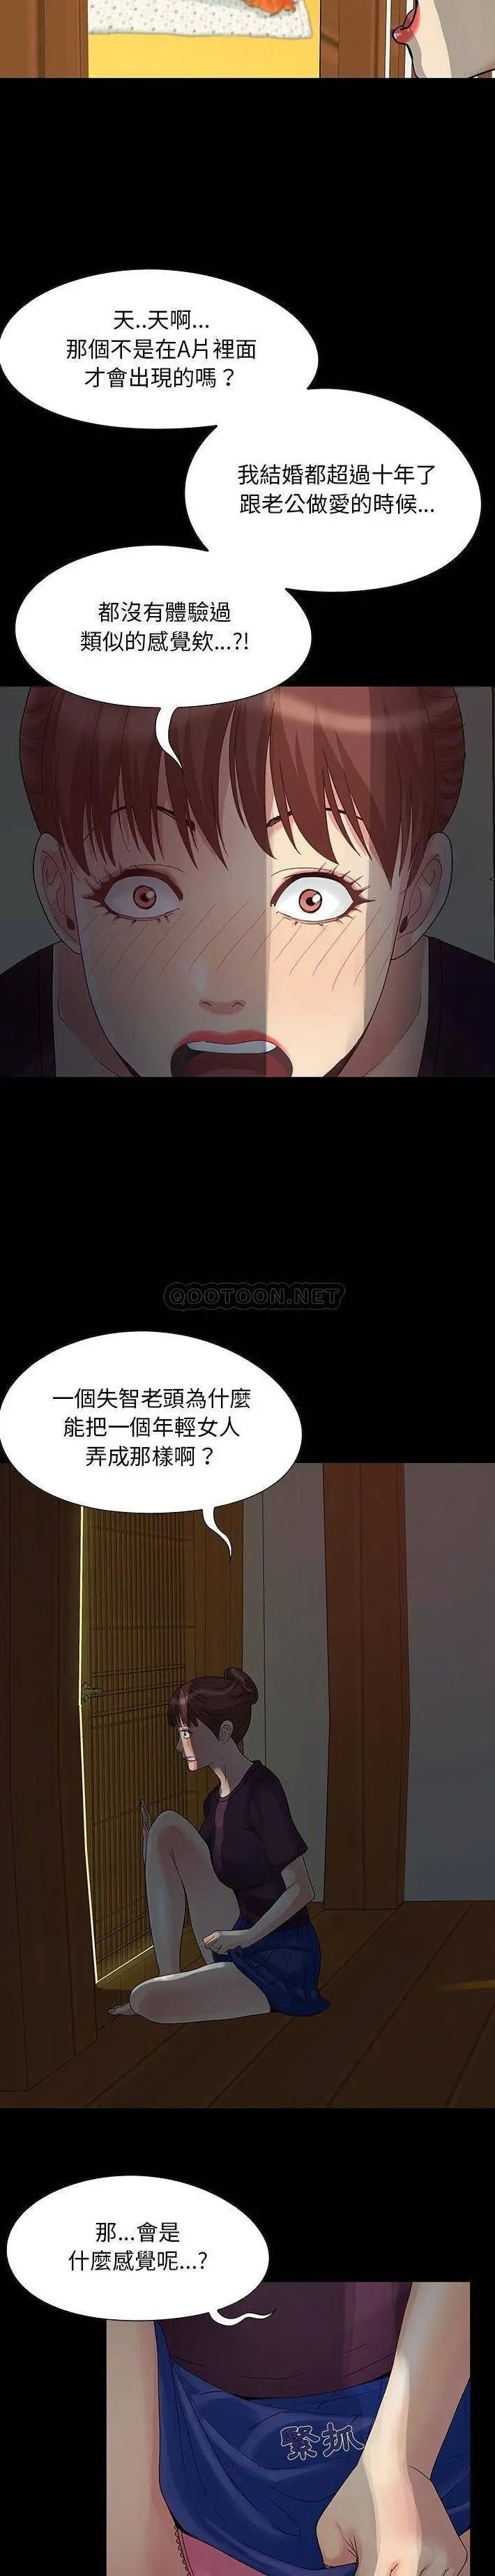 天..天啊...
那個不是在A片裡面
才會出現的嗎？
我結婚都超過十年了
跟老公做愛的時候...
都沒有體驗過
類似的感覺欸...?!
QOOTOON.NET
一個失智老頭為什麼
能把一個年輕女人
弄成那樣啊？
那...會是
什麼感覺呢...?
緊抓